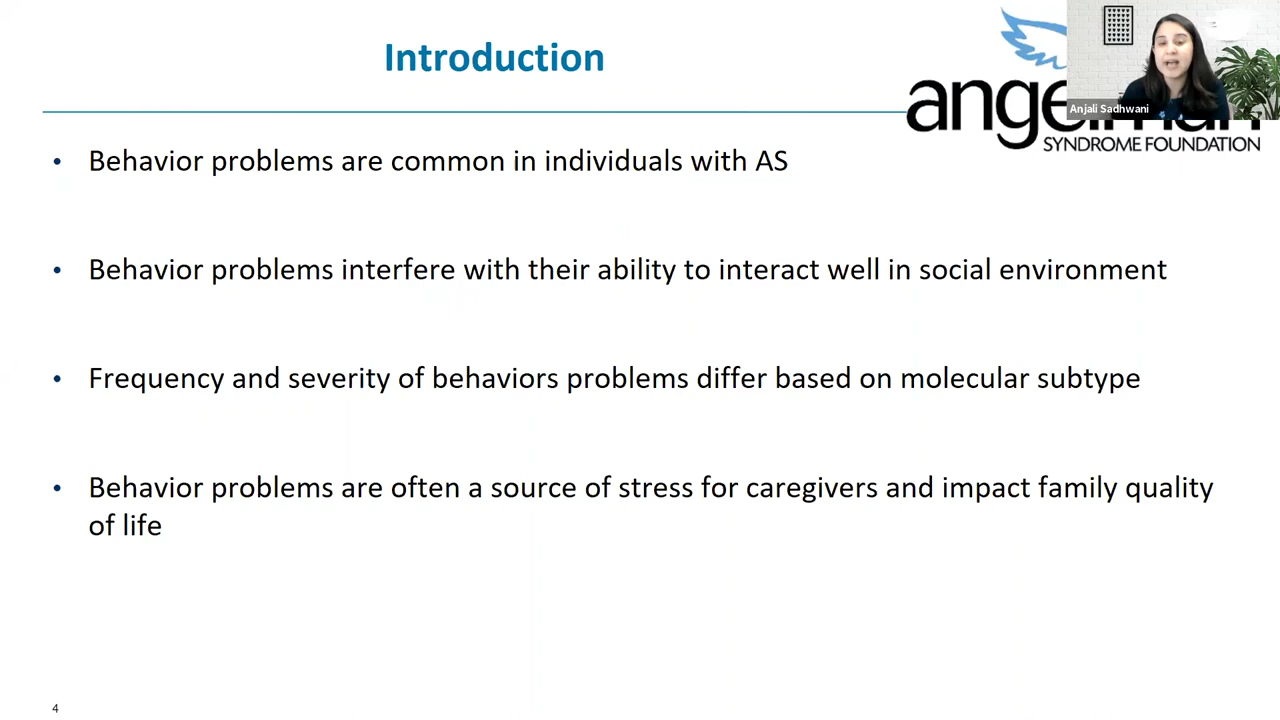 Introduction
angelman
SYNDROME FOUNDATION
Anjali Sadhwani
• Behavior problems are common in individuals with AS
• Behavior problems interfere with their ability to interact well in social environment
• Frequency and severity of behaviors problems differ based on molecular subtype
• Behavior problems are often a source of stress for caregivers and impact family quality
of life
4